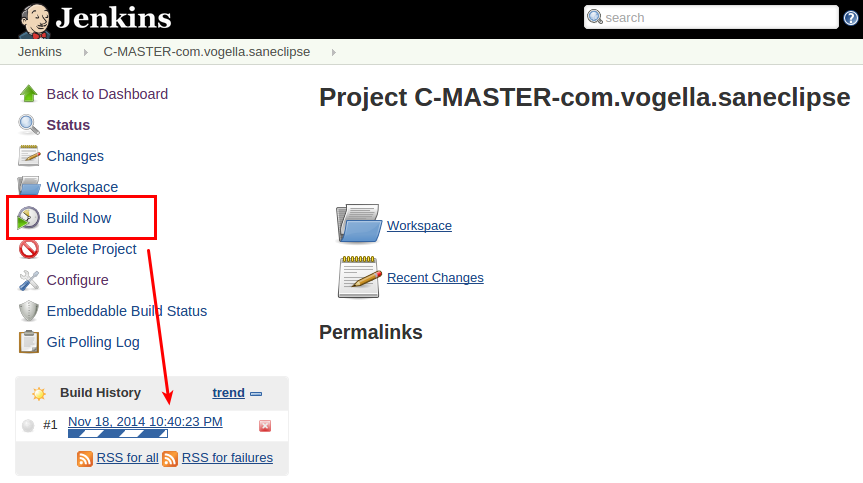 Jenkins
search
Jenkins C-MASTER-com.vogella.saneclipse
Back to Dashboard
Status
Changes
Workspace
Build Now
Delete Project
Configure
Embeddable Build Status
Git Polling Log
Build History trend
#1 Nov 18, 2014 10:40:23 PM
RSS for all RSS for failures
Project C-MASTER-com.vogella.saneclipse
Workspace
Recent Changes
Permalinks